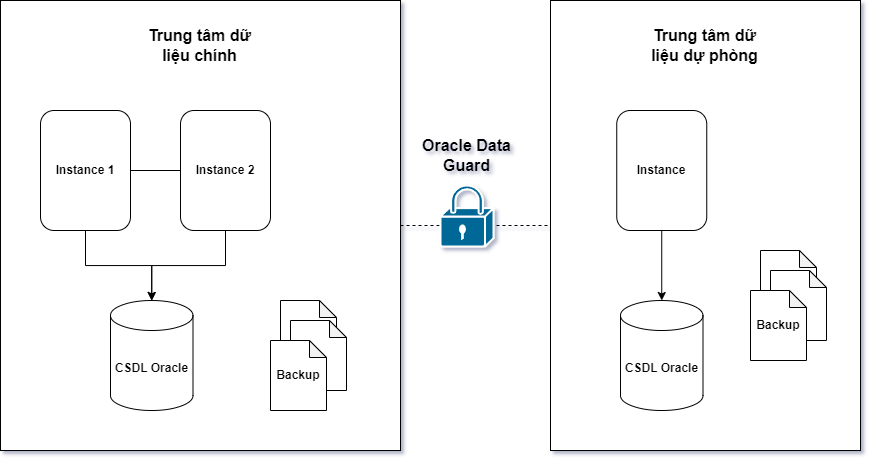 Trung tâm dữ
liệu chính
Instance 1
Instance 2
CSDL Oracle
Backup
Oracle Data
Guard
Trung tâm dữ
liệu dự phòng
Instance
CSDL Oracle
Backup